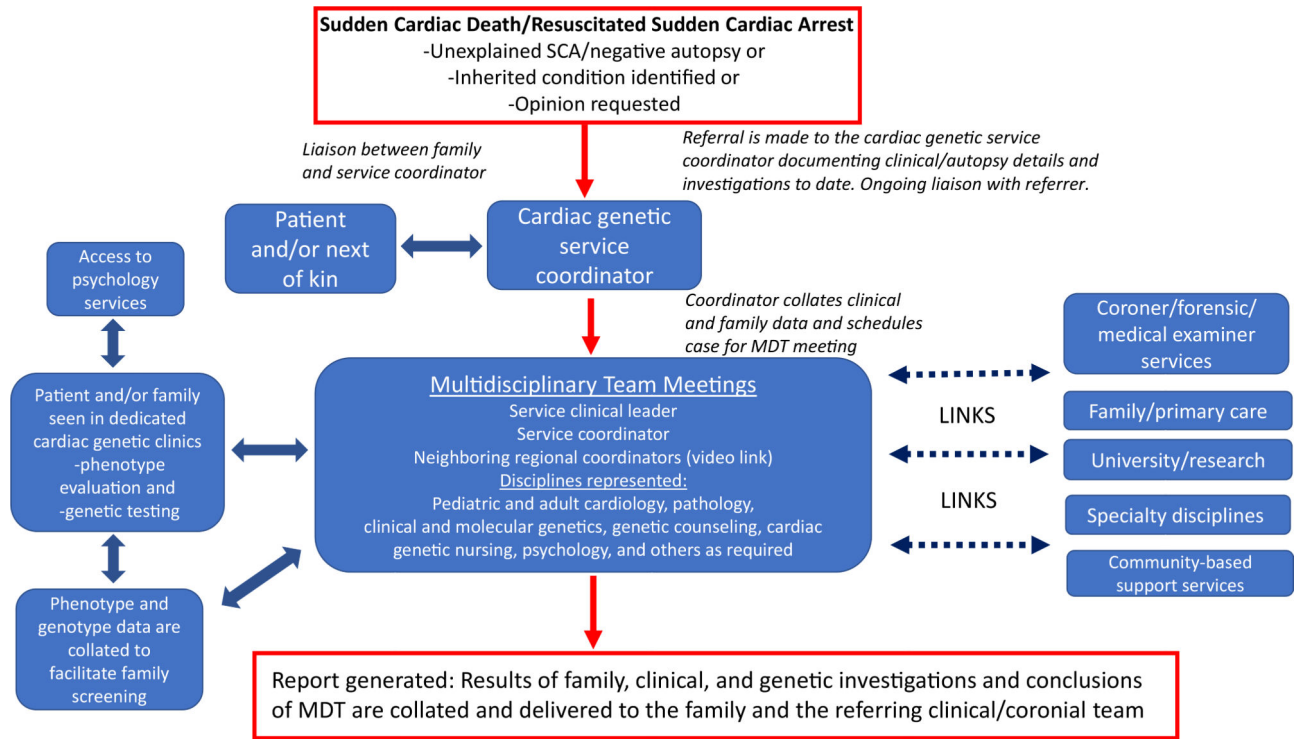 Sudden Cardiac Death/Resuscitated Sudden Cardiac Arrest
-Unexplained SCA/negative autopsy or
-Inherited condition identified or
-Opinion requested
Liaison between family
and service coordinator
Referral is made to the cardiac genetic service
coordinator documenting clinical/autopsy details and
investigations to date. Ongoing liaison with referrer.
Patient
and/or next
of kin
Cardiac genetic
service
coordinator
Access to
psychology
services
Coordinator collates clinical
and family data and schedules
case for MDT meeting
Coroner/forensic/
medical examiner
services
Patient and/or family
seen in dedicated
cardiac genetic clinics
-phenotype
evaluation and
-genetic testing
Multidisciplinary Team Meetings
Service clinical leader
Service coordinator
Neighboring regional coordinators (video link)
Disciplines represented:
Pediatric and adult cardiology, pathology,
clinical and molecular genetics, genetic counseling, cardiac
genetic nursing, psychology, and others as required
LINKS
LINKS
Family/primary care
University/research
Specialty disciplines
Community-based
support services
Phenotype and
genotype data are
collated to
facilitate family
screening
Report generated: Results of family, clinical, and genetic investigations and conclusions
of MDT are collated and delivered to the family and the referring clinical/coronial team